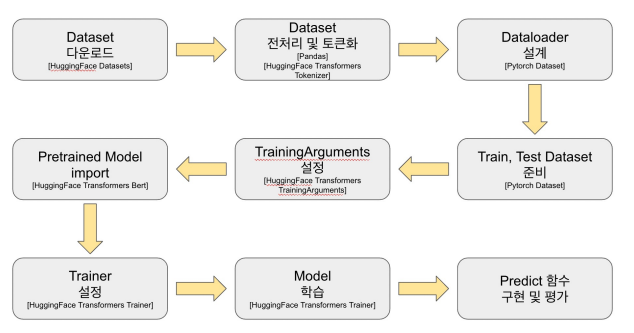 Dataset
다운로드
[HuggingFace Datasets]
Dataset
전처리 및 토큰화
[Pandas]
[HuggingFace Transformers
Tokenizer]
Dataloader
설계
[Pytorch Dataset]
Pretrained Model
import
[HuggingFace Transformers Bert]
TrainingArguments
설정
[HuggingFace Transformers
TrainingArguments]
Train, Test Dataset
준비
[Pytorch Dataset]
Trainer
설정
[HuggingFace Transformers Trainer]
Model
학습
[HuggingFace Transformers Trainer]
Predict 함수
구현 및 평가